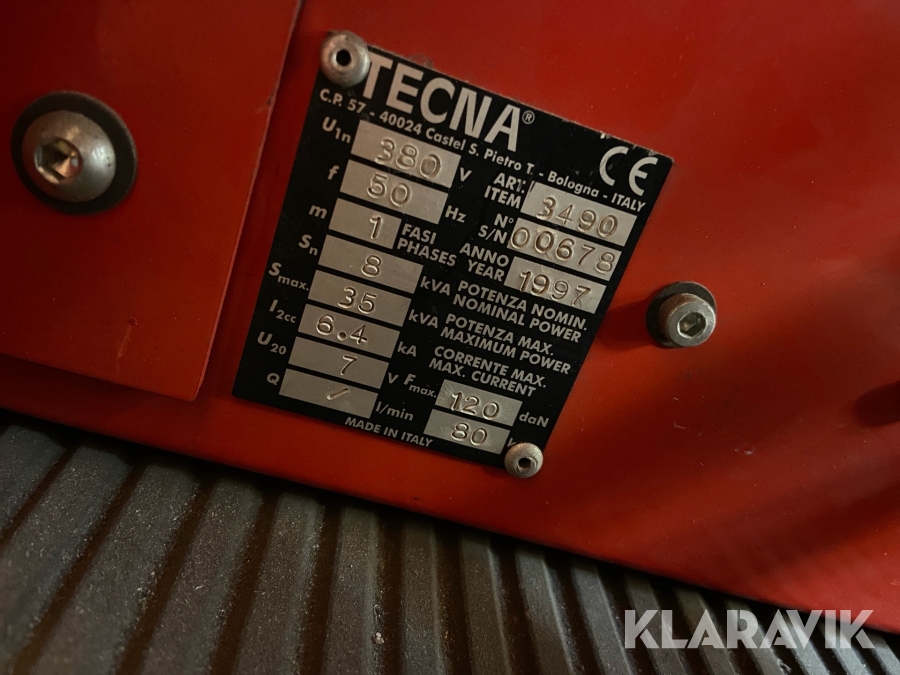 TECNA®
C.P. 57 - 40024 Castel S. Pietro T. - Bologna - ITALY
CE
U1n 380 V
ART. ITEM 3490
f 50 Hz
N° S/N 00678
m 1 FASI PHASES
ANNO YEAR 1997
Sn 8 kVA POTENZA NOMIN. NOMINAL POWER
Smax. 35 kVA POTENZA MAX. MAXIMUM POWER
I2cc 6.4 kA CORRENTE MAX. MAX. CURRENT
U20 7 V
Fmax. 120 daN
Q / l/min
80 k
MADE IN ITALY
KLARAVIK